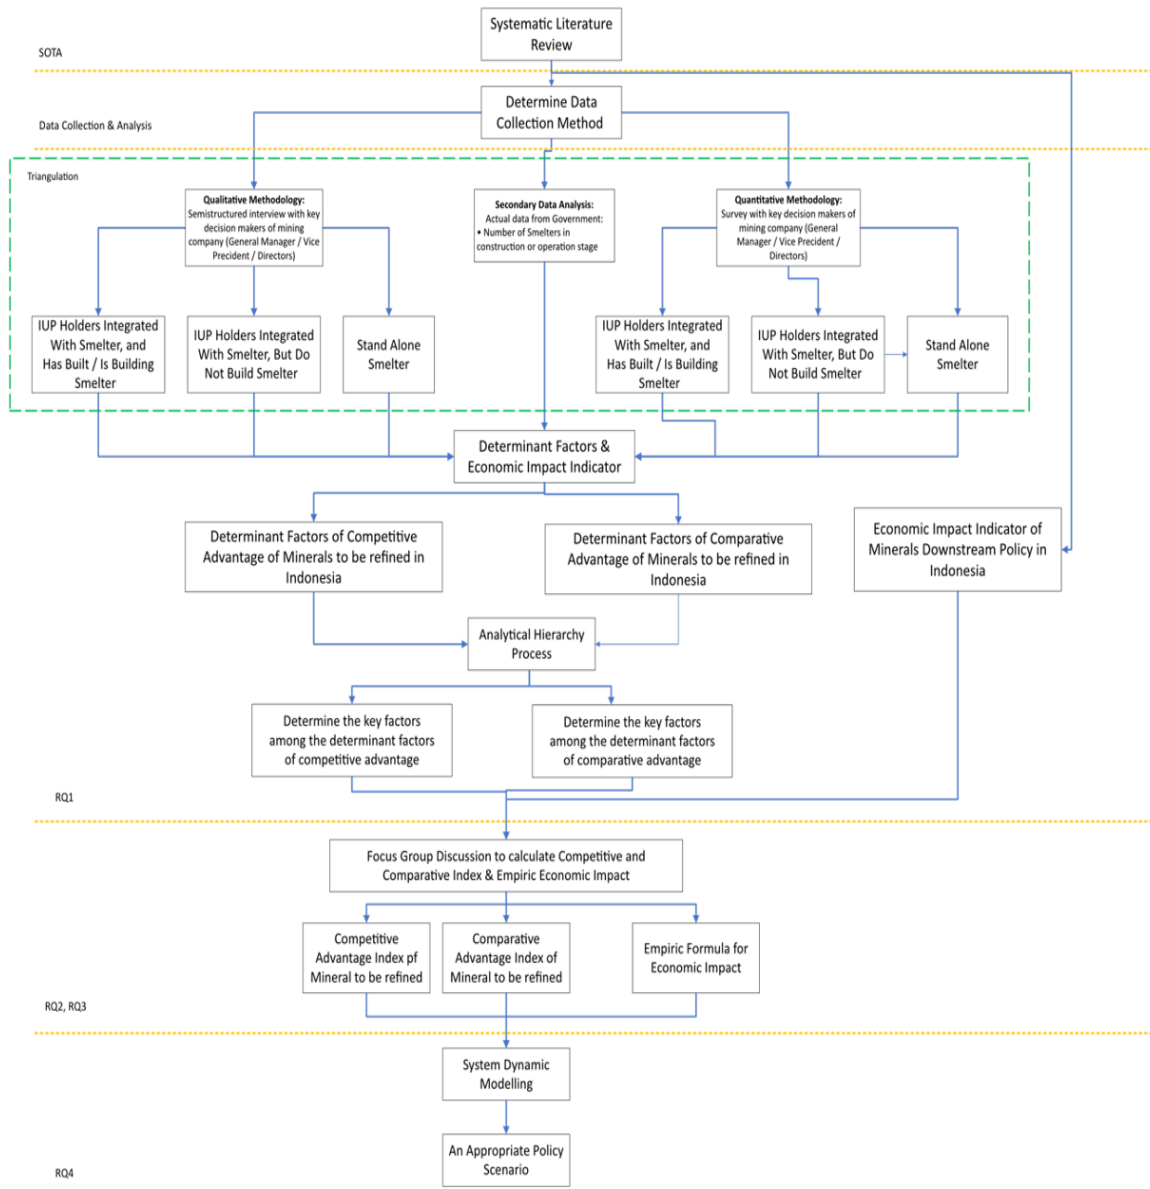 Systematic Literature
Review
SOTA
Determine Data
Collection Method
Data Collection & Analysis
Triangulation
Qualitative Methodology:
Semistructured interview with key
decision makers of mining
company (General Manager / Vice
President / Directors)
Secondary Data Analysis:
Actual data from Government:
• Number of Smelters in
construction or operation stage
Quantitative Methodology:
Survey with key decision makers of
mining company (General
Manager / Vice President /
Directors)
IUP Holders Integrated
With Smelter, and
Has Built / Is Building
Smelter
IUP Holders Integrated
With Smelter, But Do
Not Build Smelter
Stand Alone
Smelter
IUP Holders Integrated
With Smelter, and
Has Built / Is Building
Smelter
IUP Holders Integrated
With Smelter, But Do
Not Build Smelter
Stand Alone
Smelter
Determinant Factors &
Economic Impact Indicator
Determinant Factors of Competitive
Advantage of Minerals to be refined in
Indonesia
Determinant Factors of Comparative
Advantage of Minerals to be refined in
Indonesia
Economic Impact Indicator of
Minerals Downstream Policy in
Indonesia
Analytical Hierarchy
Process
Determine the key factors
among the determinant factors
of competitive advantage
Determine the key factors
among the determinant factors
of comparative advantage
RQ1
Focus Group Discussion to calculate Competitive and
Comparative Index & Empiric Economic Impact
Competitive
Advantage Index pf
Mineral to be refined
Comparative
Advantage Index of
Mineral to be refined
Empiric Formula for
Economic Impact
RQ2, RQ3
System Dynamic
Modelling
An Appropriate Policy
Scenario
RQ4